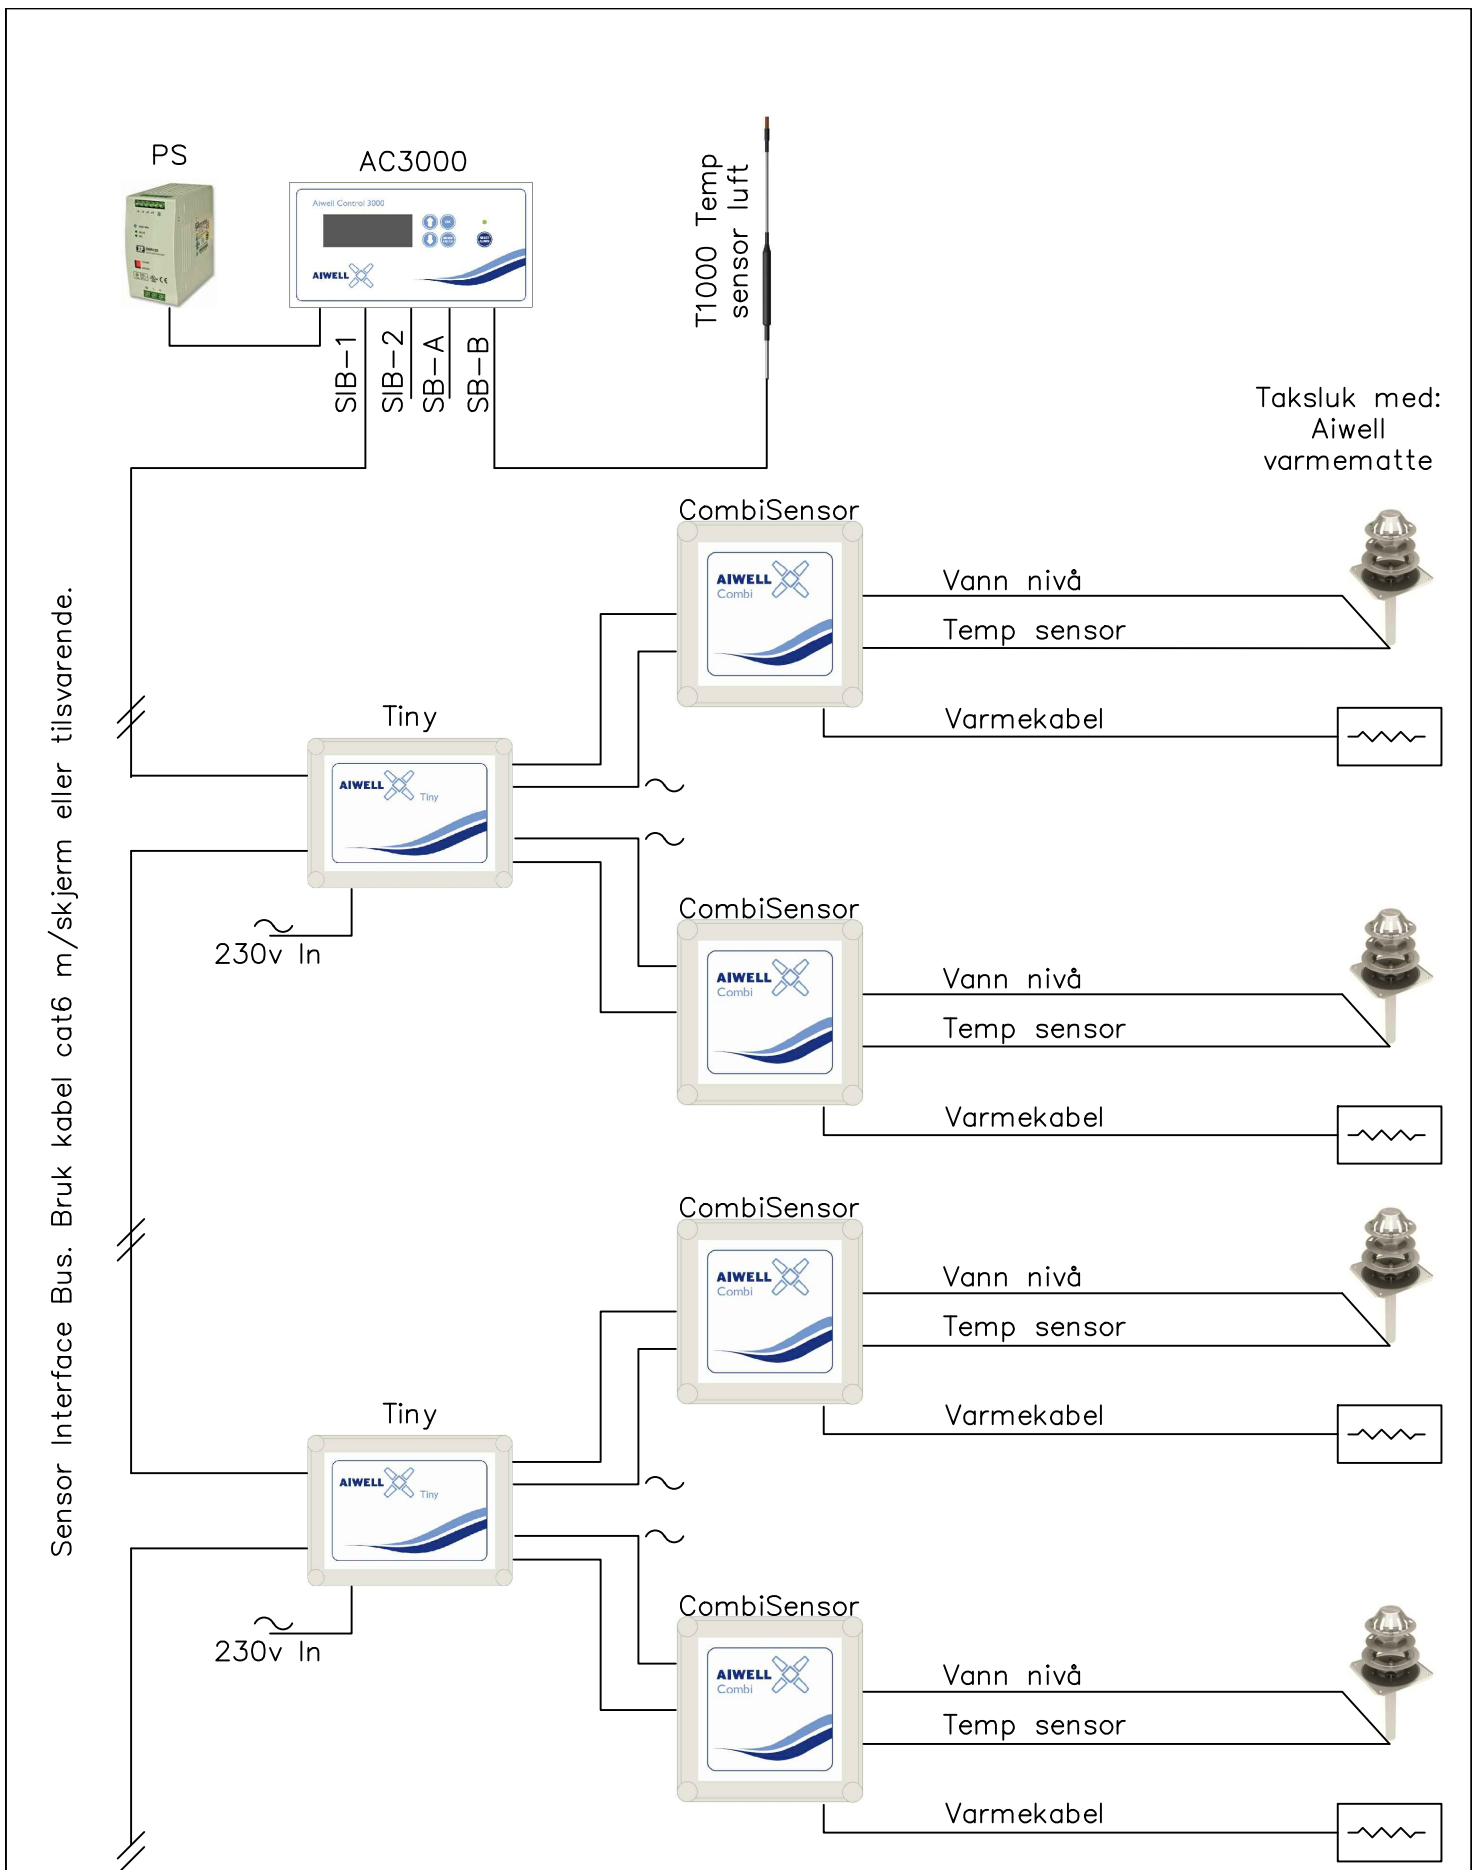 PS
AC3000
Aiwell Control 3000
AIWELL
SIB-1
SIB-2
SB-A
SB-B
T1000 Temp
sensor luft
Taksluk med:
Aiwell
varmematte
Sensor Interface Bus. Bruk kabel cat6 m/skjerm eller tilsvarende.
CombiSensor
AIWELL
Combi
Vann nivå
Temp sensor
Varmekabel
Tiny
AIWELL
Tiny
230v In
CombiSensor
AIWELL
Combi
Vann nivå
Temp sensor
Varmekabel
CombiSensor
AIWELL
Combi
Vann nivå
Temp sensor
Varmekabel
Tiny
AIWELL
Tiny
230v In
CombiSensor
AIWELL
Combi
Vann nivå
Temp sensor
Varmekabel